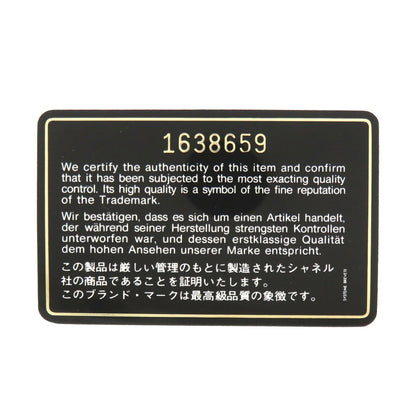 1638659
We certify the authenticity of this item and confirm
that it has been subjected to the most exacting quality
control. Its high quality is a symbol of the fine reputation
of the Trademark.
Wir bestätigen, dass es sich um einen Artikel handelt,
der während seiner Herstellung strengsten Kontrollen
unterworfen war, und dessen erstklassige Qualität
dem hohen Ansehen unserer Marke entspricht.
この製品は厳しい管理のもとに製造されたシャネル
社の商品であることを証明いたします。
このブランド・マークは最高級品質の象徴です。